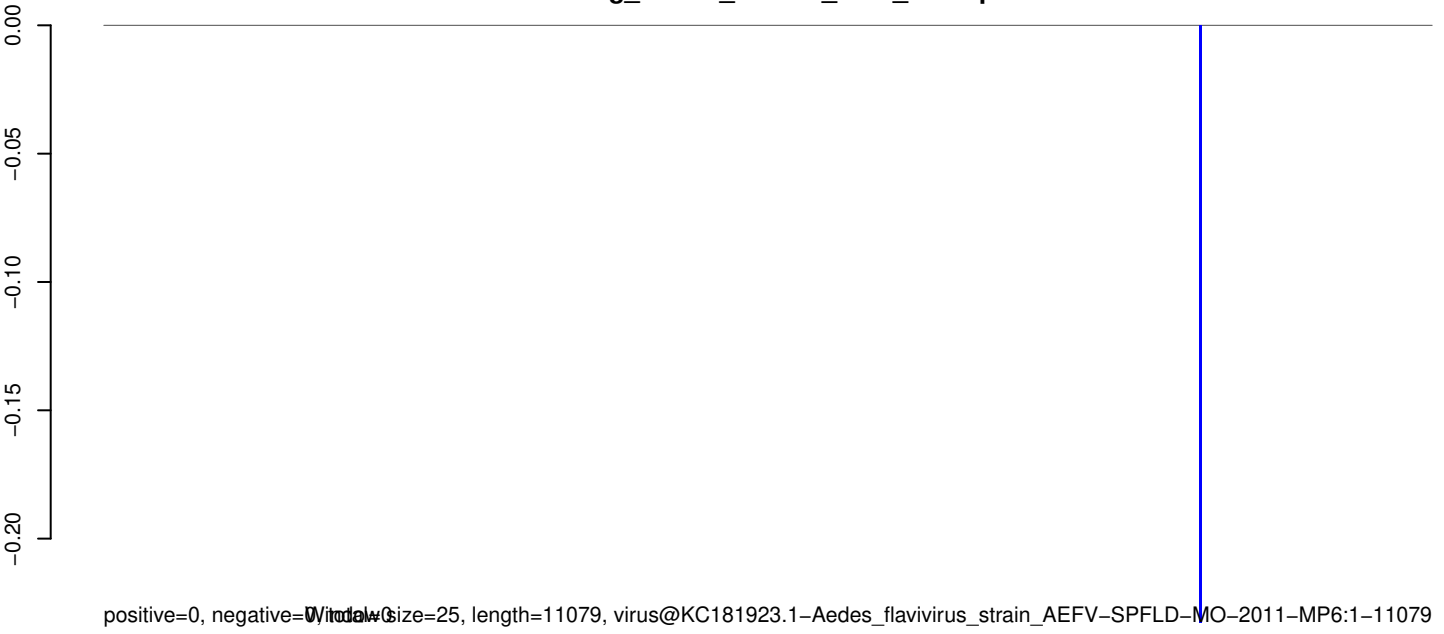 0.00
−0.05
−0.10
−0.15
−0.20
positive=0, negative=0, total=0
Window size=25, length=11079, virus@KC181923.1−Aedes_flavivirus_strain_AEFV−SPFLD−MO−2011−MP6:1−11079